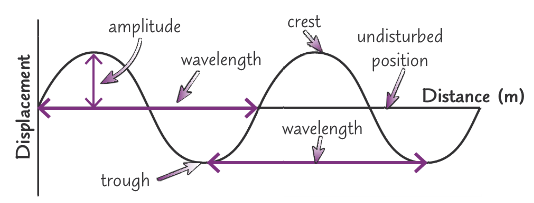 amplitude
crest
undisturbed
position
wavelength
Displacement
Distance (m)
wavelength
trough